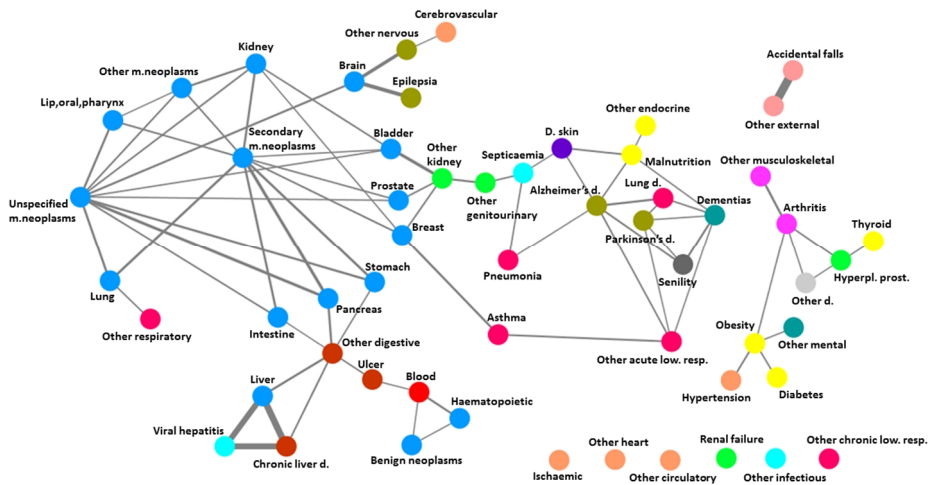 Cerebrovascular
Other nervous
Kidney
Accidental falls
Other m.neoplasms
Brain
Epilepsia
Lip,oral,pharynx
Other endocrine
Other external
Secondary
m.neoplasms
Bladder
Other
kidney
D. skin
Septicaemia
Malnutrition
Other musculoskeletal
Unspecified
m.neoplasms
Prostate
Other
genitourinary
Alzheimer's d.
Lung d.
Dementias
Arthritis
Breast
Parkinson's d.
Thyroid
Stomach
Pneumonia
Senility
Hyperpl. prost.
Lung
Other d.
Pancreas
Other respiratory
Intestine
Asthma
Obesity
Other digestive
Other acute low. resp.
Other mental
Ulcer
Blood
Liver
Haematopoietic
Hypertension
Diabetes
Viral hepatitis
Chronic liver d.
Benign neoplasms
Other heart
Renal failure
Other chronic low. resp.
Ischaemic
Other circulatory
Other infectious